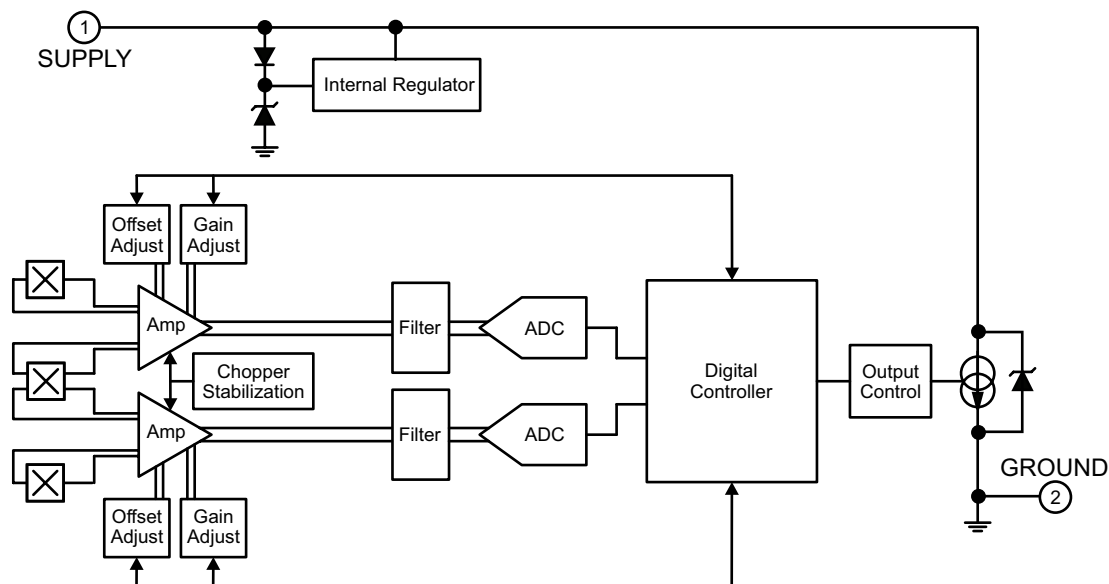 1
SUPPLY
Internal Regulator
Offset
Adjust
Gain
Adjust
Amp
Filter
ADC
Chopper
Stabilization
Digital
Controller
Output
Control
Amp
Filter
ADC
GROUND
2
Offset
Adjust
Gain
Adjust